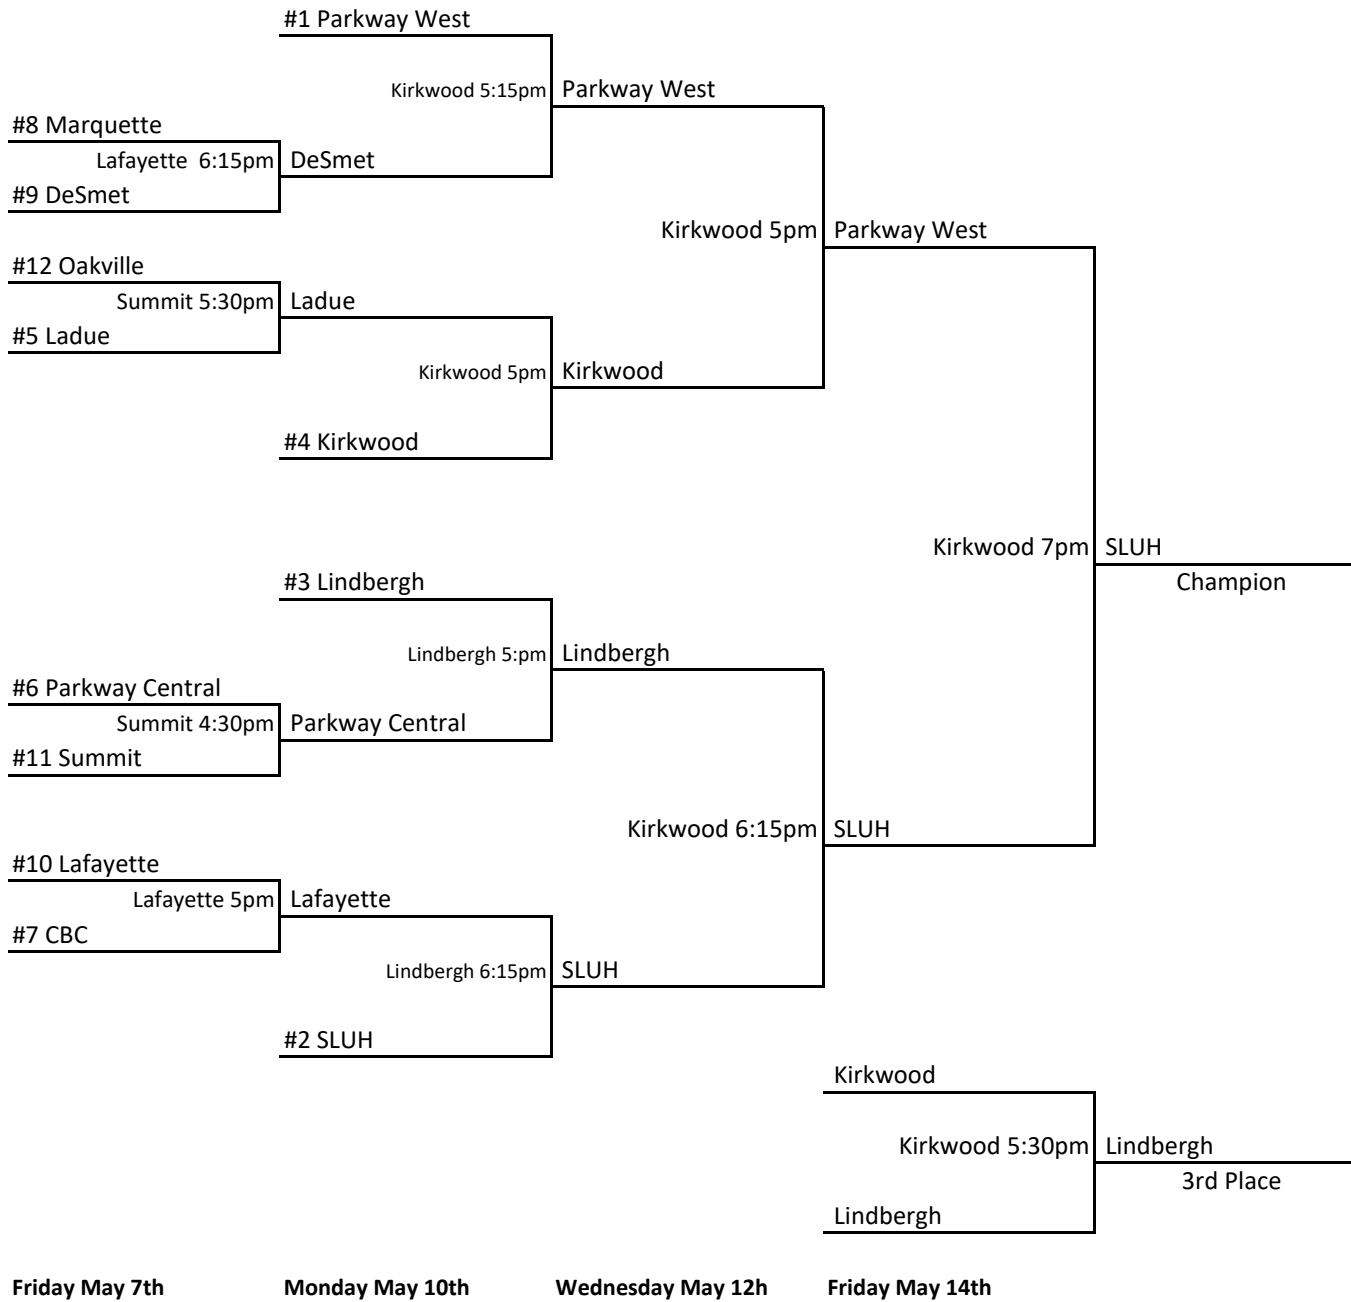 #1 Parkway West
Kirkwood 5:15pm
Parkway West
#8 Marquette
Lafayette  6:15pm
DeSmet
#9 DeSmet
Kirkwood 5pm
Parkway West
#12 Oakville
Summit 5:30pm
Ladue
#5 Ladue
Kirkwood 5pm
Kirkwood
#4 Kirkwood
Kirkwood 7pm
SLUH
Champion
#3 Lindbergh
Lindbergh 5:pm
Lindbergh
#6 Parkway Central
Summit 4:30pm
Parkway Central
#11 Summit
Kirkwood 6:15pm
SLUH
#10 Lafayette
Lafayette 5pm
Lafayette
#7 CBC
Lindbergh 6:15pm
SLUH
#2 SLUH
Kirkwood
Kirkwood 5:30pm
Lindbergh
3rd Place
Lindbergh
Friday May 7th
Monday May 10th
Wednesday May 12h
Friday May 14th